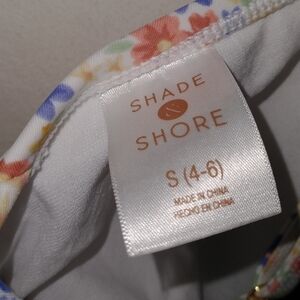 SHADE
&
SHORE
S (4-6)
MADE IN CHINA
HECHO EN CHINA